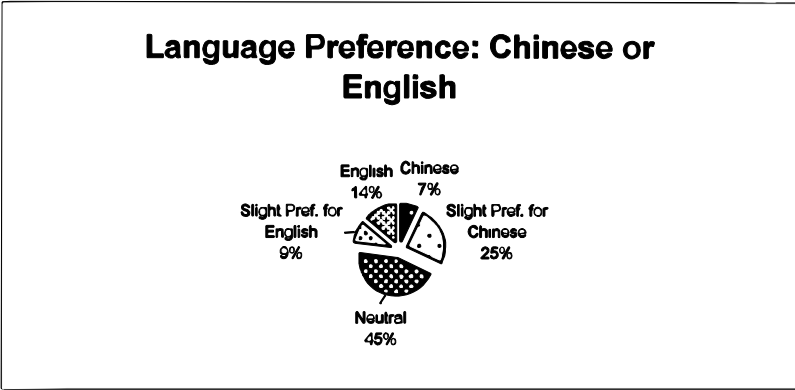 Language Preference: Chinese or
English
English
14%
Chinese
7%
Slight Pref. for
English
9%
Slight Pref. for
Chinese
25%
Neutral
45%